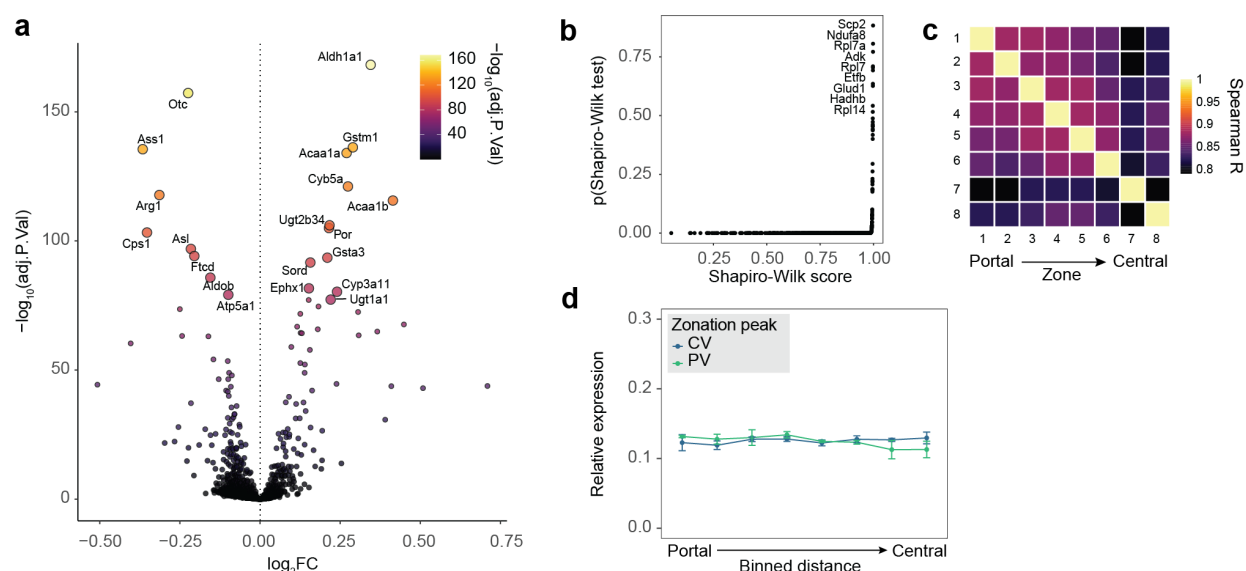 a
−log10(adj.P.Val)
150
100
50
0
−0.50
−0.25
0.00
0.25
0.50
0.75
log2FC
Aldh1a1
Otc
Ass1
Gstm1
Acaa1a
Cyb5a
Arg1
Acaa1b
Cps1
Ugt2b34
Por
Asl
Ftcd
Gsta3
Sord
Aldob
Ephx1
Cyp3a11
Atp5a1
Ugt1a1
160
120
80
40
−log10(adj.P.Val)
b
p(Shapiro-Wilk test)
0.75
0.50
0.25
0.00
Scp2
Ndufa8
Rpl7a
Adk
Rpl7
Etfb
Glud1
Hadhb
Rpl14
0.25
0.50
0.75
1.00
Shapiro-Wilk score
c
1
2
3
4
5
6
7
8
1 2 3 4 5 6 7 8
Portal
Central
Zone
1
0.95
0.9
0.85
0.8
Spearman R
d
Relative expression
0.3
0.2
0.1
0.0
Zonation peak
CV
PV
Portal
Central
Binned distance